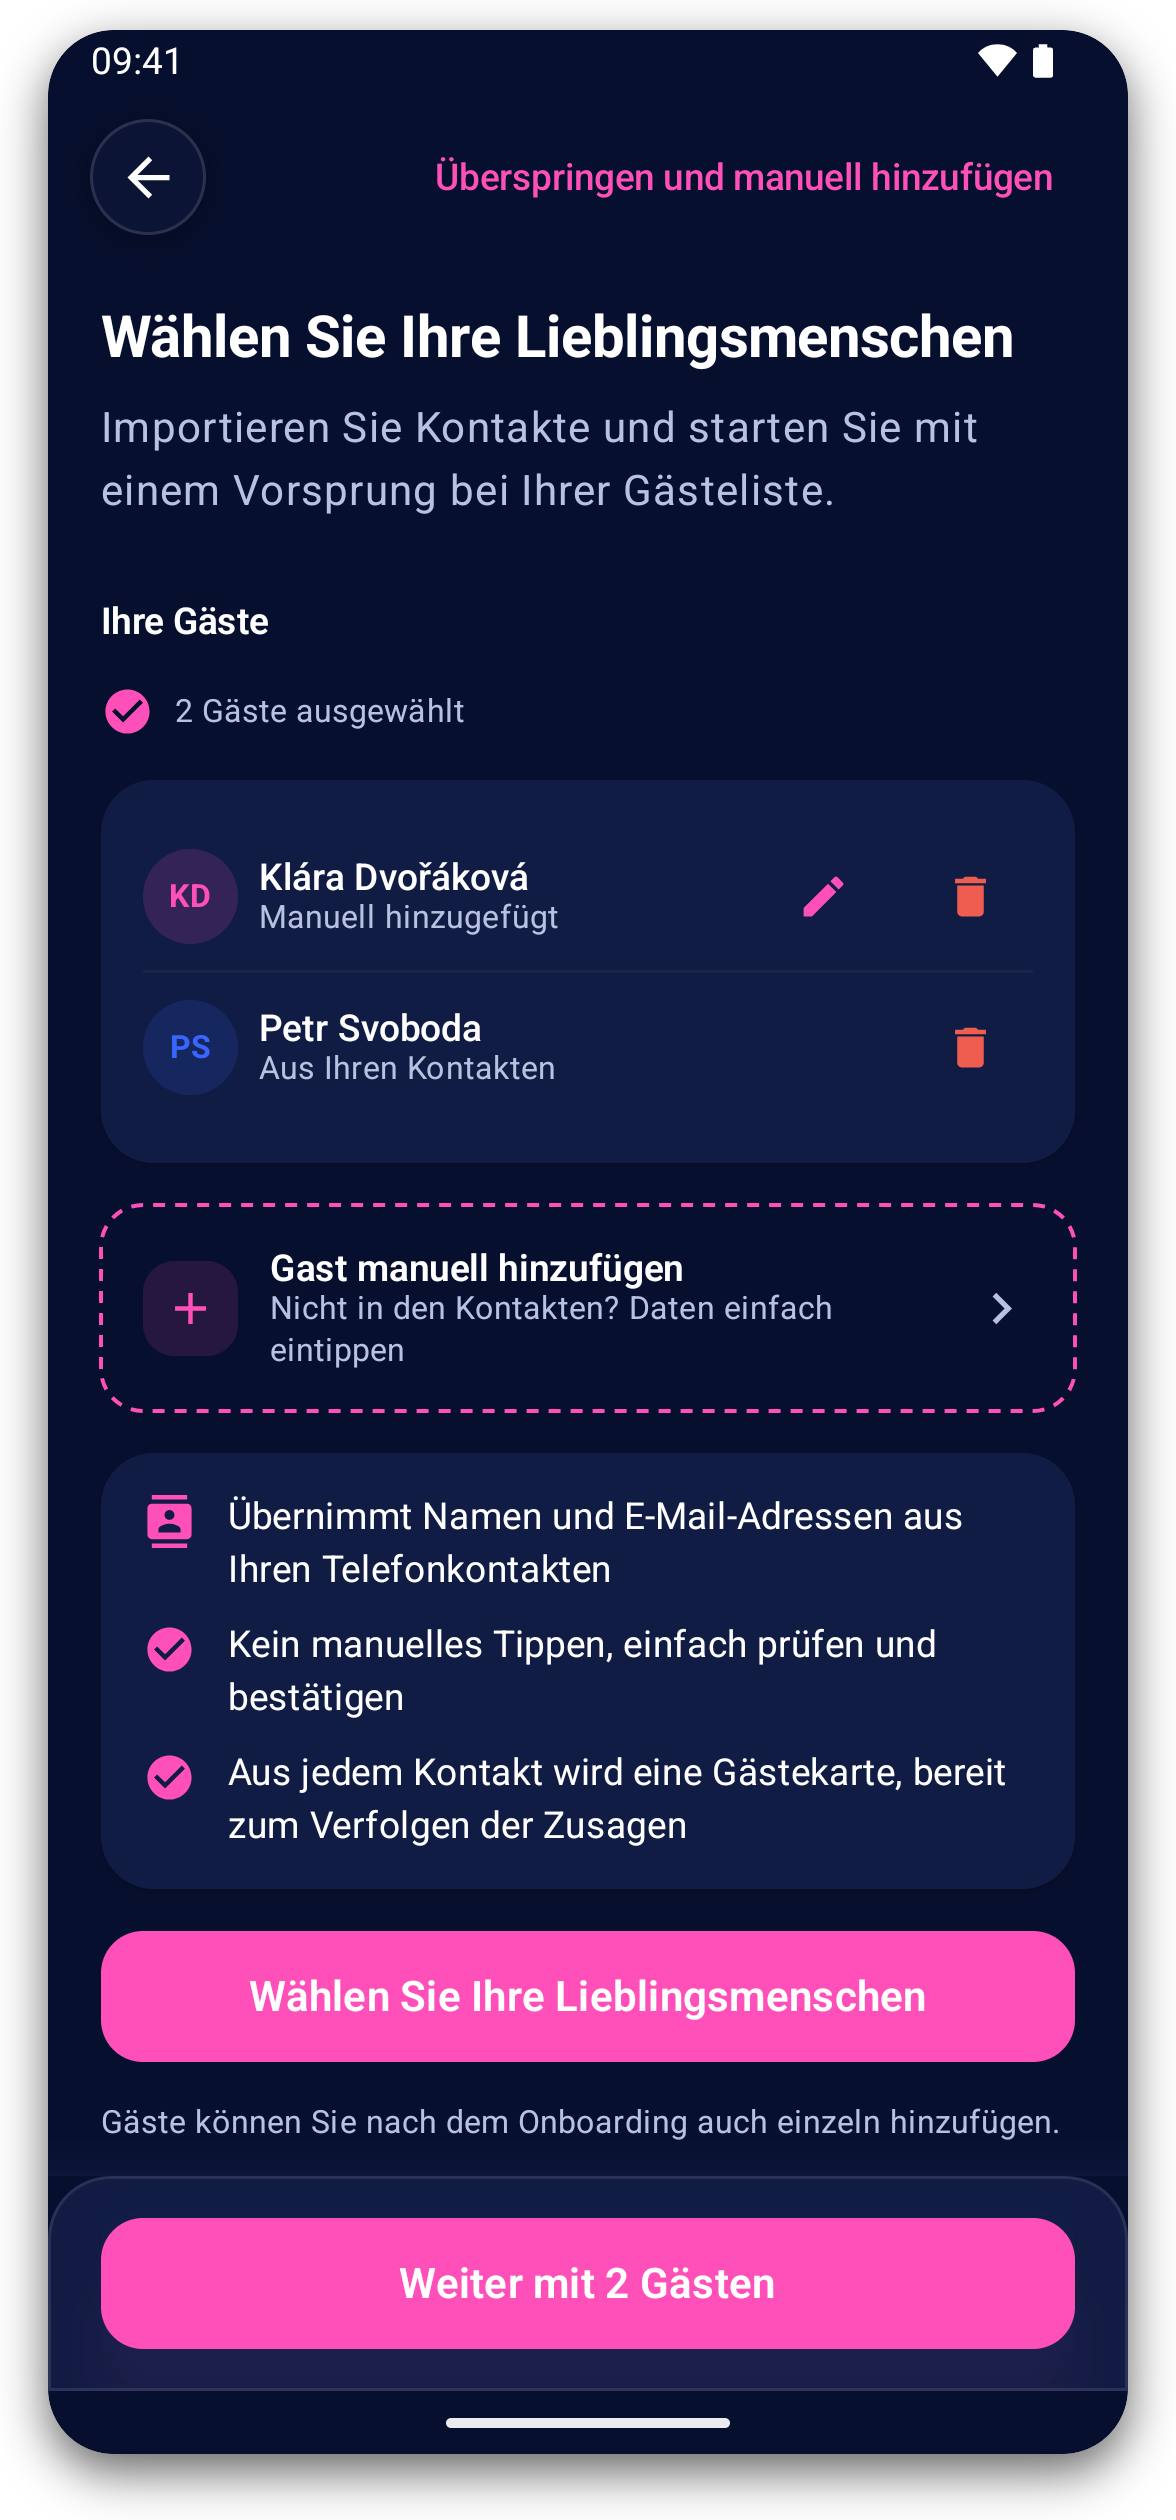 09:41
Überspringen und manuell hinzufügen
Wählen Sie Ihre Lieblingsmenschen
Importieren Sie Kontakte und starten Sie mit
einem Vorsprung bei Ihrer Gästeliste.
Ihre Gäste
2 Gäste ausgewählt
KD
Klára Dvořáková
Manuell hinzugefügt
PS
Petr Svoboda
Aus Ihren Kontakten
Gast manuell hinzufügen
Nicht in den Kontakten? Daten einfach
eintippen
Übernimmt Namen und E-Mail-Adressen aus
Ihren Telefonkontakten
Kein manuelles Tippen, einfach prüfen und
bestätigen
Aus jedem Kontakt wird eine Gästekarte, bereit
zum Verfolgen der Zusagen
Wählen Sie Ihre Lieblingsmenschen
Gäste können Sie nach dem Onboarding auch einzeln hinzufügen.
Weiter mit 2 Gästen